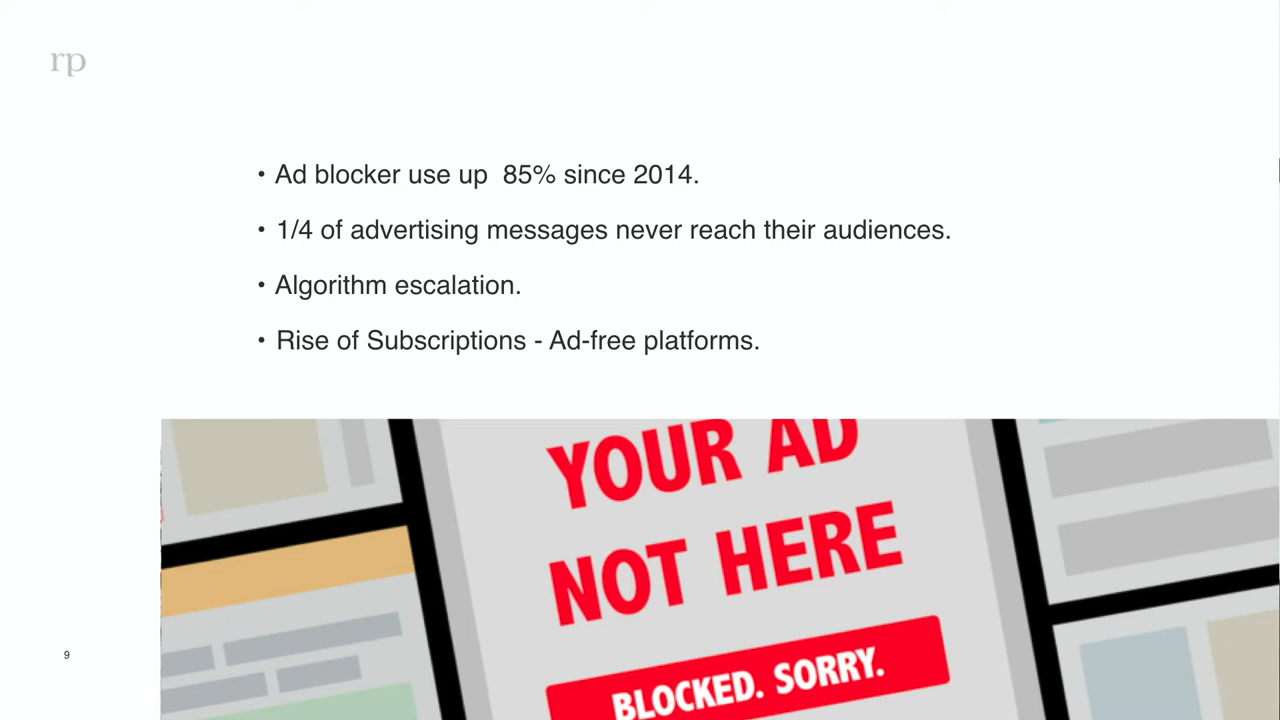 rp
• Ad blocker use up  85% since 2014.
• 1/4 of advertising messages never reach their audiences.
• Algorithm escalation.
• Rise of Subscriptions - Ad-free platforms.
YOUR AD
NOT HERE
BLOCKED. SORRY.
9